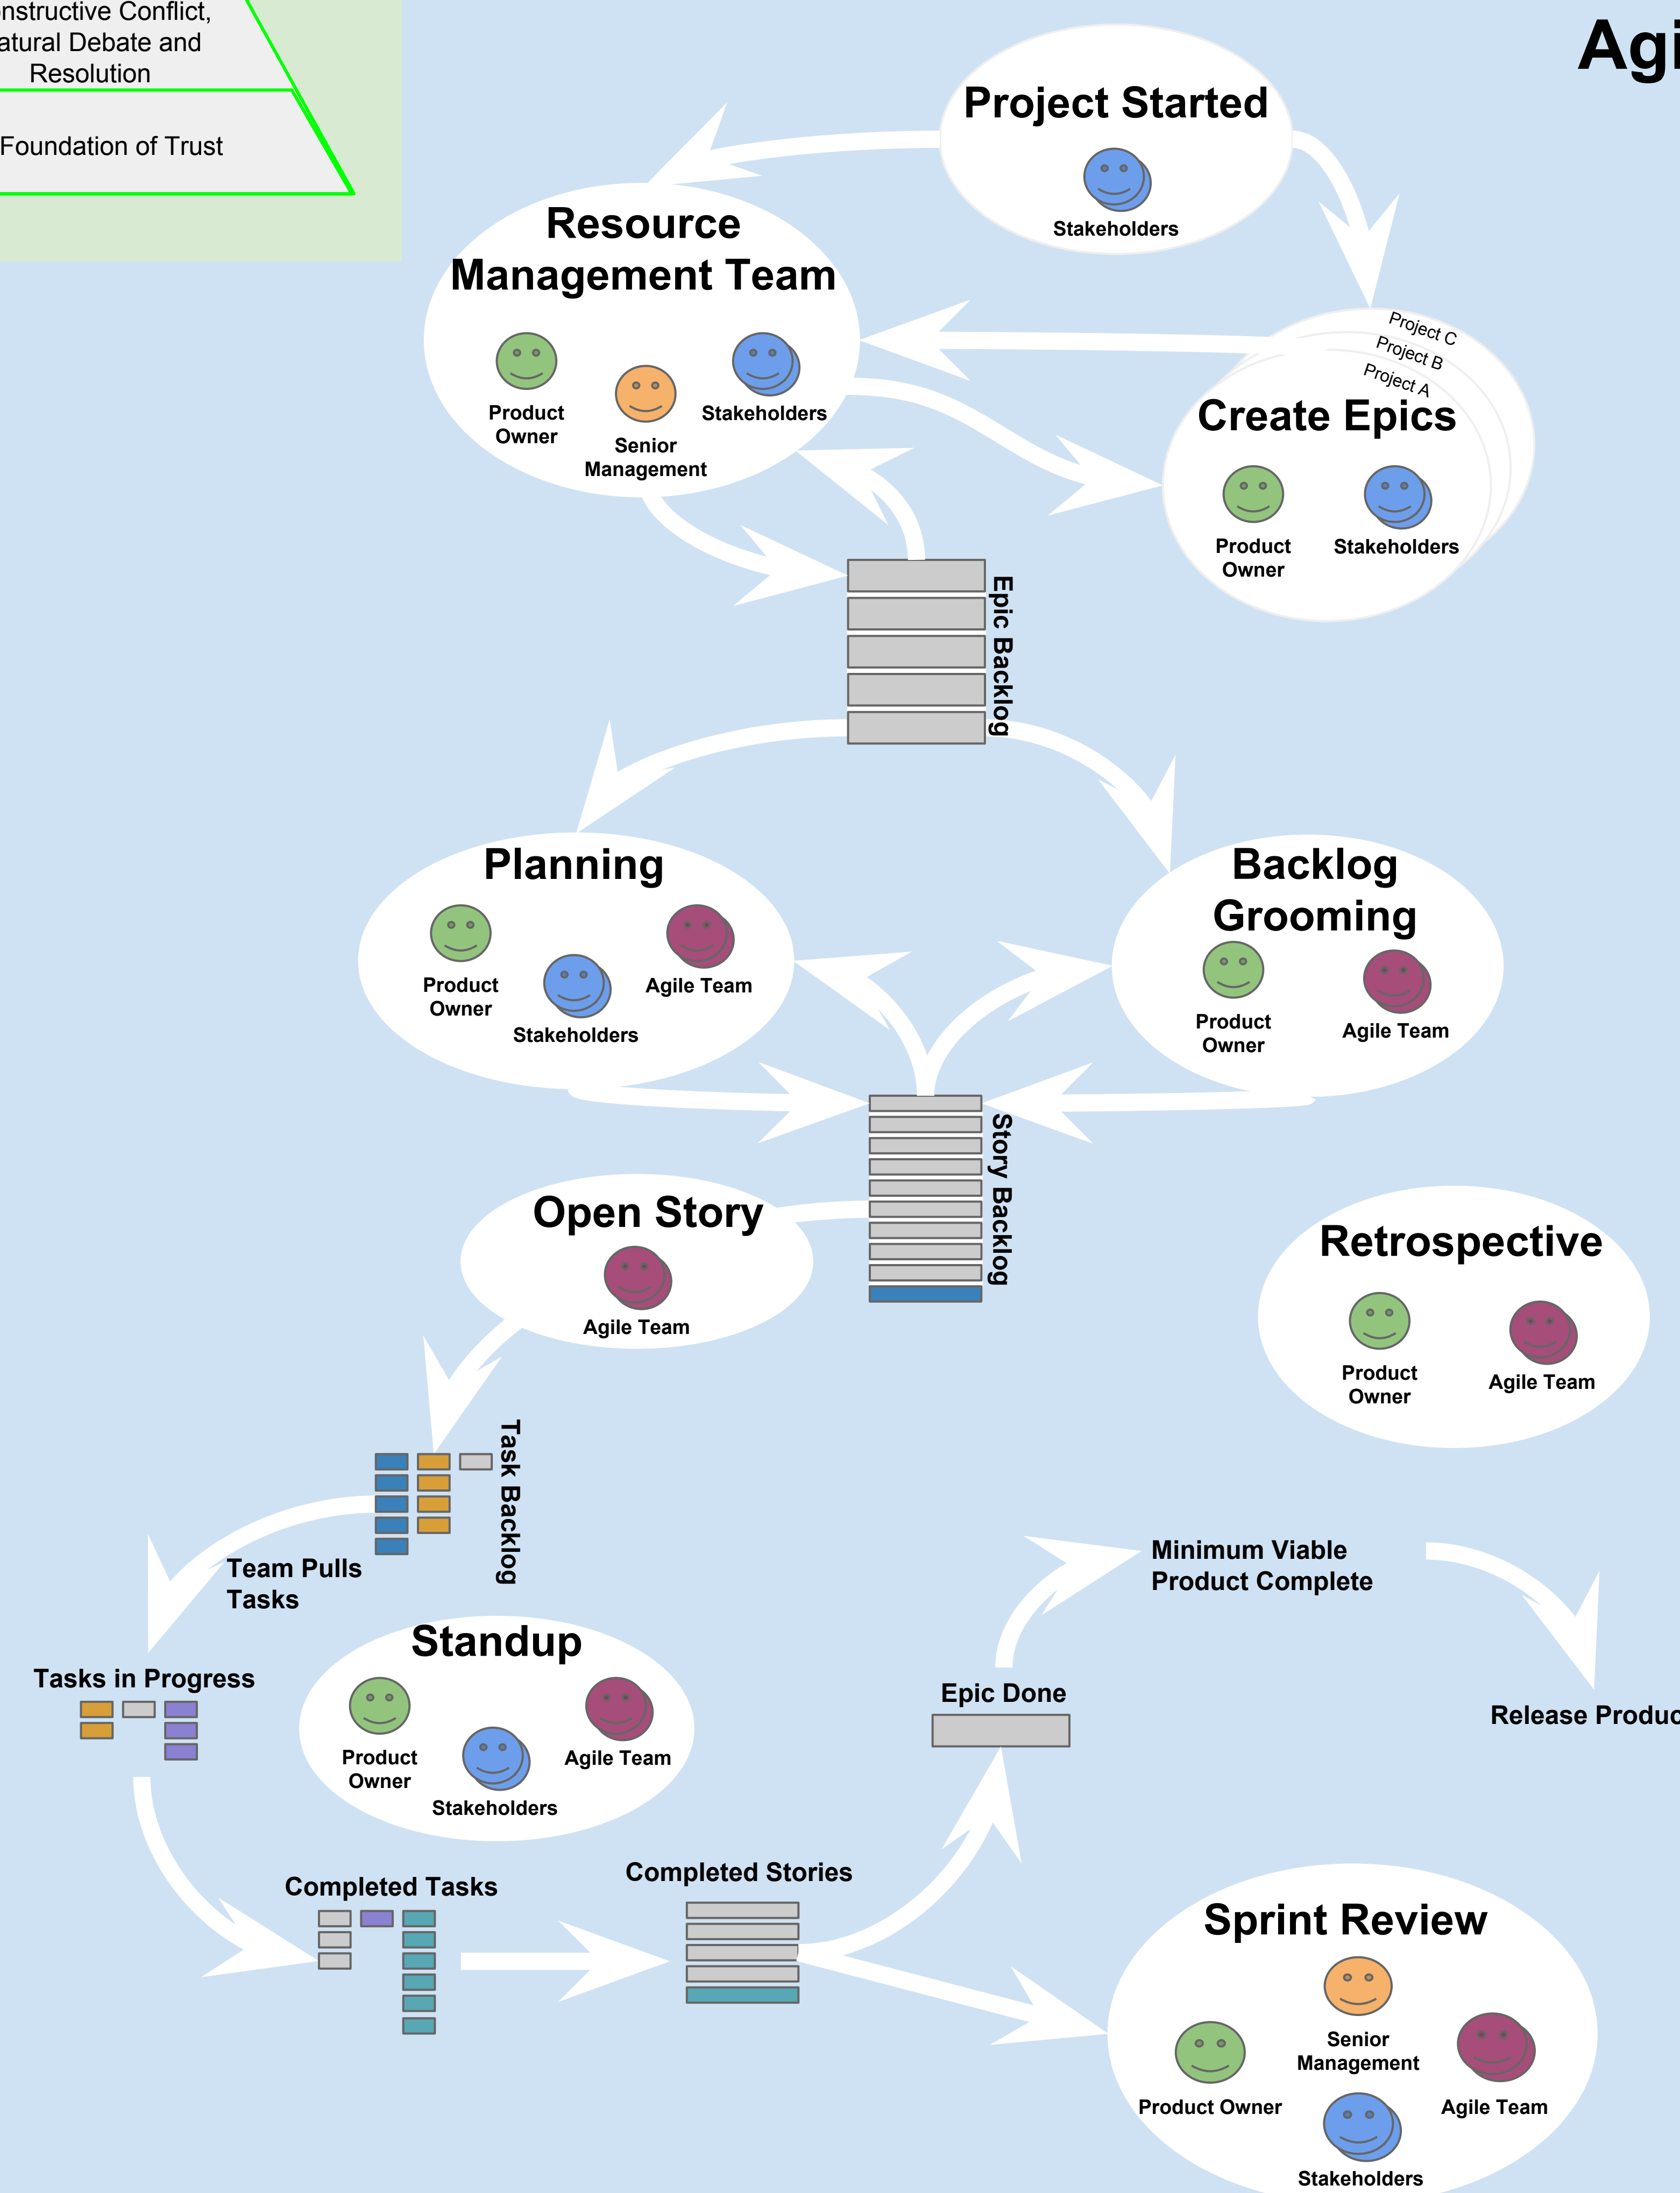 nstructive Conflict,
atural Debate and
Resolution
Foundation of Trust
Agi
Project Started
Stakeholders
Resource
Management Team
Product
Owner
Senior
Management
Stakeholders
Project C
Project B
Project A
Create Epics
Product
Owner
Stakeholders
Epic Backlog
Planning
Product
Owner
Stakeholders
Agile Team
Backlog
Grooming
Product
Owner
Agile Team
Story Backlog
Open Story
Agile Team
Retrospective
Product
Owner
Agile Team
Task Backlog
Team Pulls
Tasks
Minimum Viable
Product Complete
Standup
Product
Owner
Stakeholders
Agile Team
Tasks in Progress
Epic Done
Release Produc
Completed Tasks
Completed Stories
Sprint Review
Senior
Management
Product Owner
Agile Team
Stakeholders